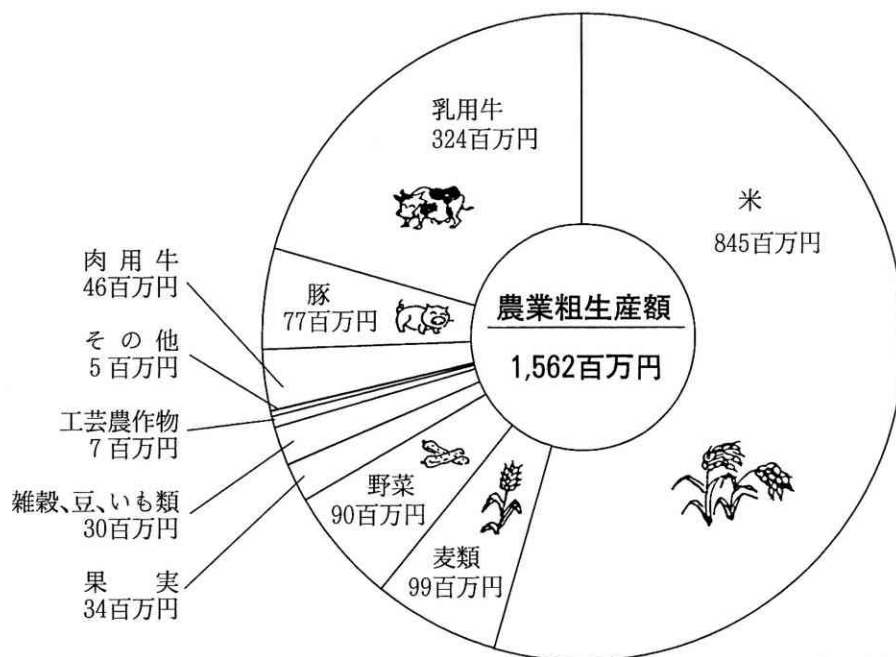 乳用牛
324百万円
米
845百万円
肉用牛
46百万円
豚
77百万円
農業粗生産額
1,562百万円
その他
5百万円
工芸農作物
7百万円
雑穀、豆、いも類
30百万円
野菜
90百万円
麦類
99百万円
果実
34百万円